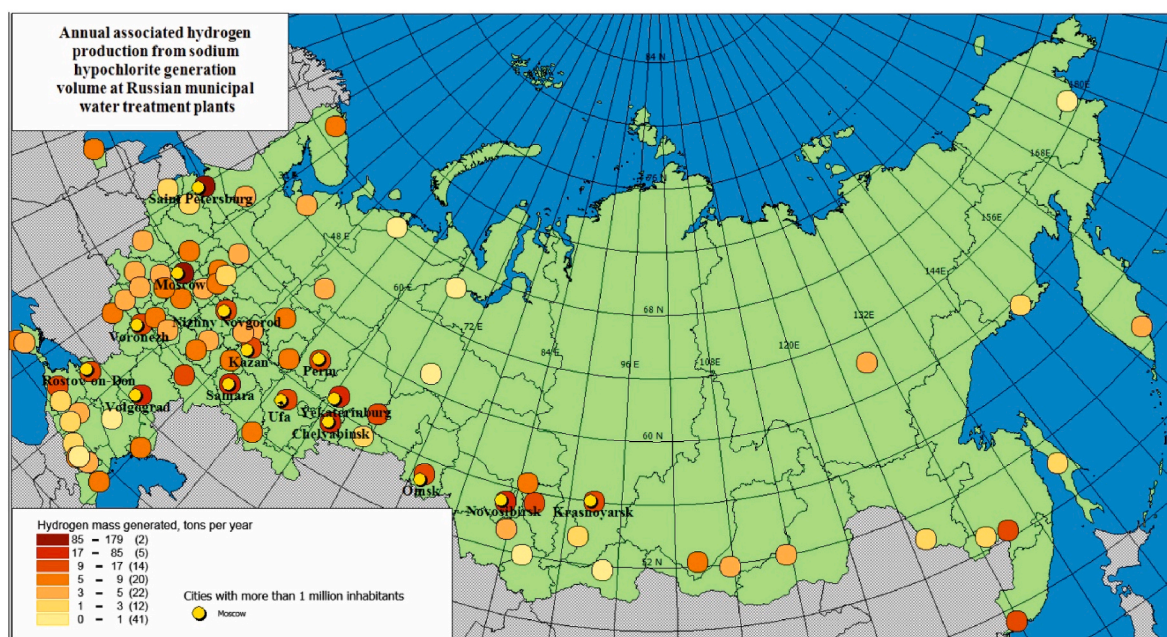 Annual associated hydrogen
production from sodium
hypochlorite generation
volume at Russian municipal
water treatment plants
84 N
180E
168E
76 N
Saint Petersburg
156E
48 E
144E
Moscow
60 E
68 N
132E
Nizhny Novgorod
72 E
Voronezh
120E
84 E
108E
Kazan
96 E
Perm
Rostov-on-Don
Samara
Volgograd
Ufa
Yekaterinburg
Chelyabinsk
60 N
Omsk
Novosibirsk
Krasnoyarsk
52 N
Hydrogen mass generated, tons per year
85 – 179 (2)
17 – 85 (5)
9 – 17 (14)
5 – 9 (20)
3 – 5 (22)
1 – 3 (12)
0 – 1 (41)
Cities with more than 1 million inhabitants
Moscow